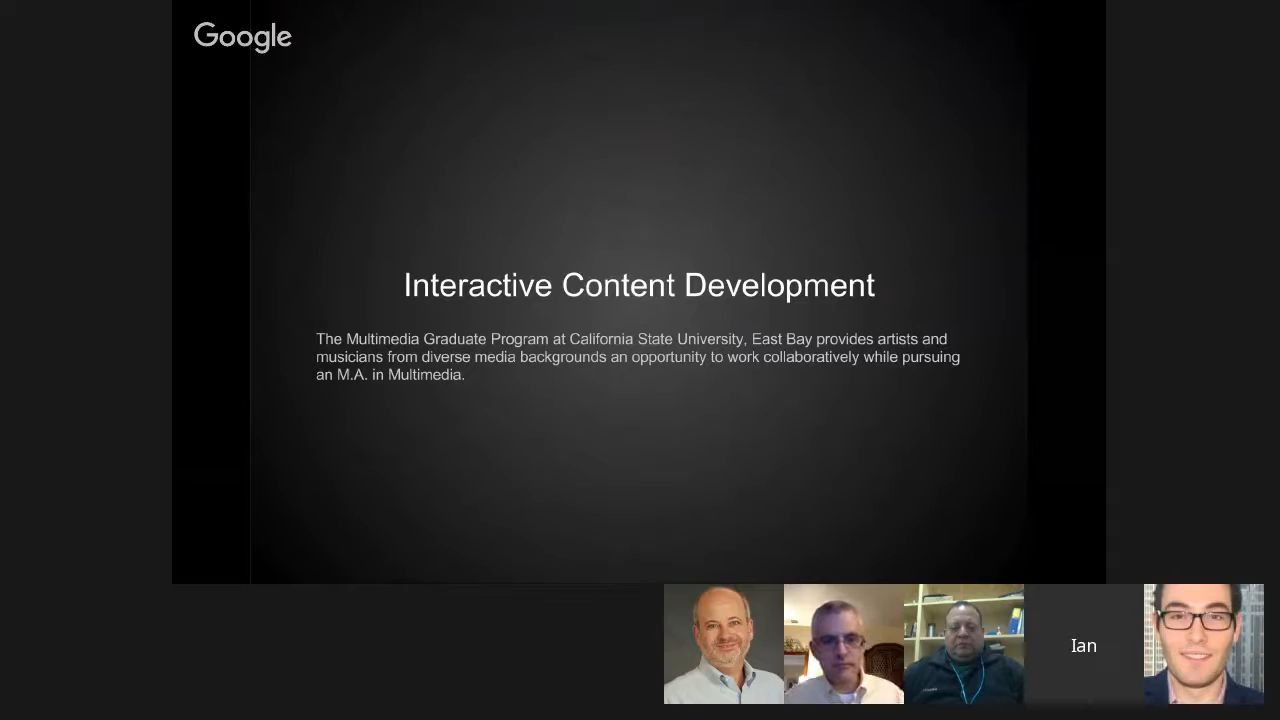 Google
Interactive Content Development
The Multimedia Graduate Program at California State University, East Bay provides artists and
musicians from diverse media backgrounds an opportunity to work collaboratively while pursuing
an M.A. in Multimedia.
Ian